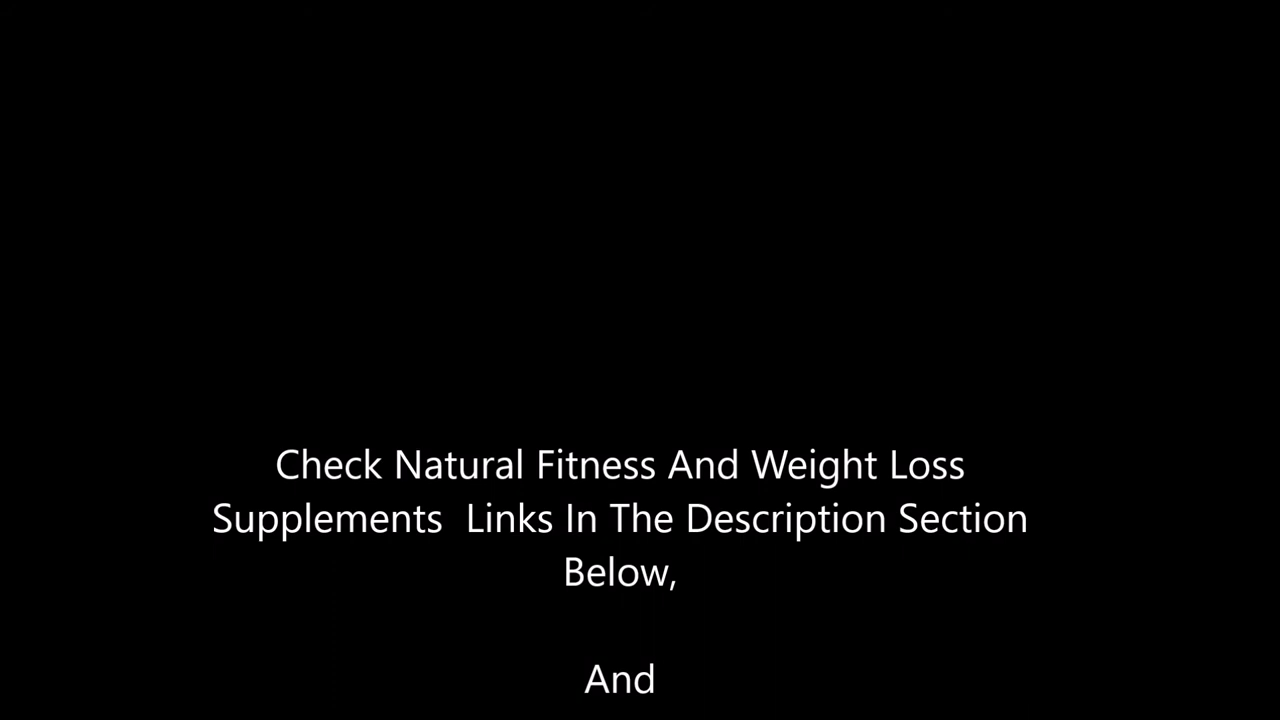 Check Natural Fitness And Weight Loss
Supplements  Links In The Description Section
Below,
And